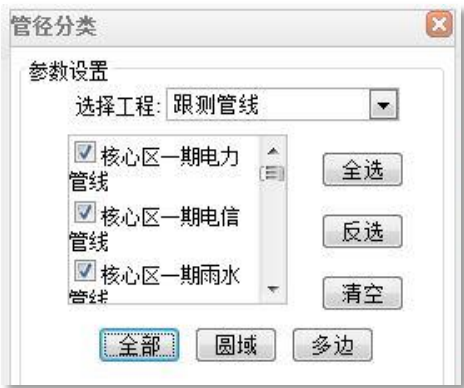 管径分类
参数设置
选择工程: 跟测管线
核心区一期电力
管线
全选
核心区一期电信
管线
反选
核心区一期雨水
管线
清空
全部 圆域 多边